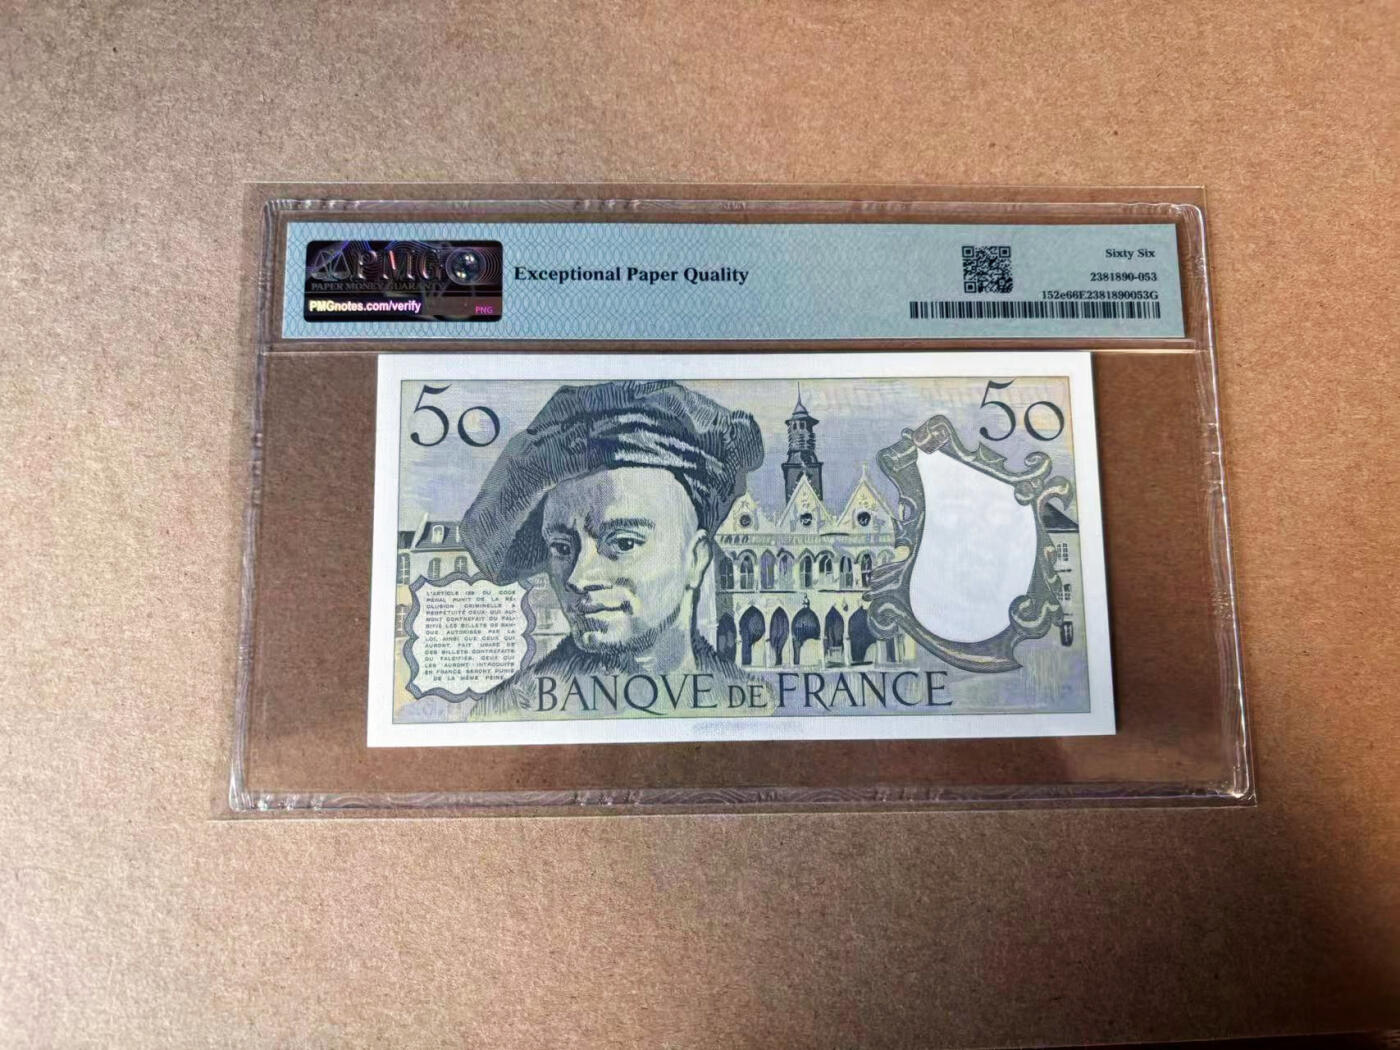 PMG
PAPER MONEY GUARANTY
PMGnotes.com/verify
PNG
Exceptional Paper Quality
Sixty Six
2381890-053
152e66E2381890053G
50
50
L'ARTICLE 139 DU CODE
PÉNAL PUNIT DE LA RÉ-
CLUSION CRIMINELLE À
PERPÉTUITÉ CEUX QUI AU-
RONT CONTREFAIT OU FAL-
SIFIÉ LES BILLETS DE BAN-
QUE AUTORISÉS PAR LA
LOI, AINSI QUE CEUX QUI
AURONT FAIT USAGE DE
CES BILLETS CONTREFAITS
OU FALSIFIÉS. CEUX QUI
LES AURONT INTRODUITS
EN FRANCE SERONT PUNIS
DE LA MÊME PEINE.
BANQVE DE FRANCE